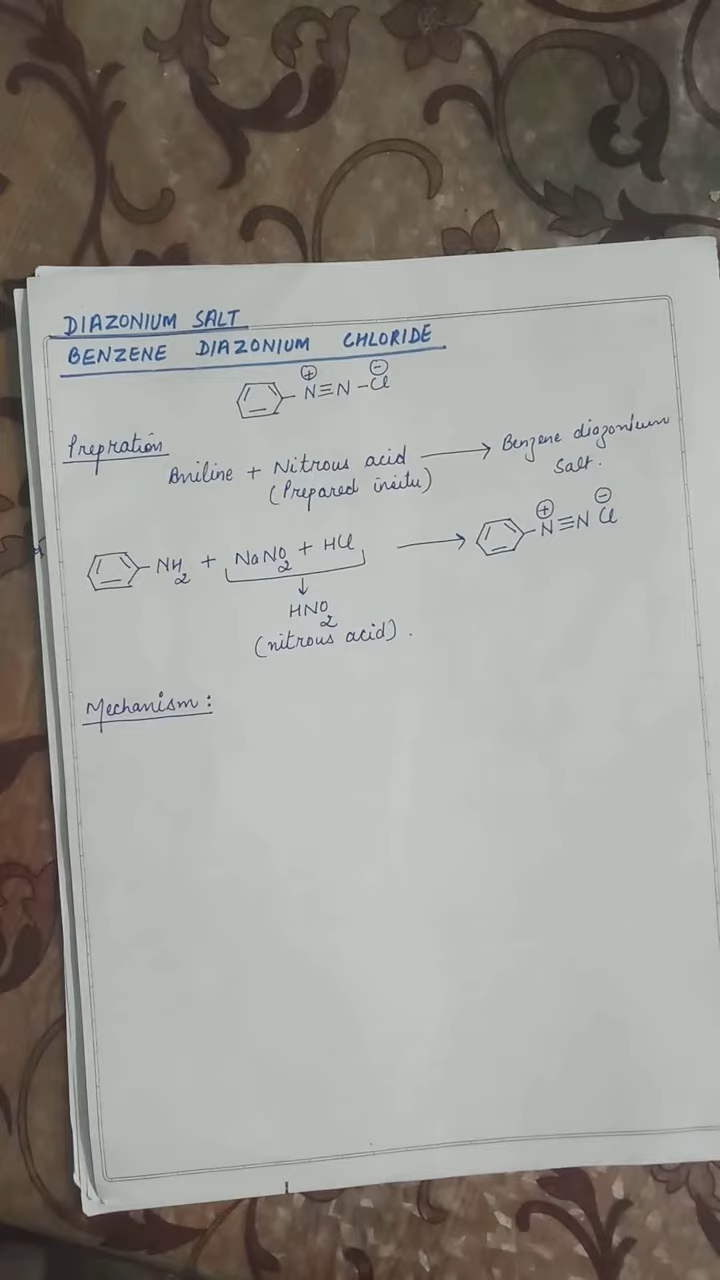 DIAZONIUM SALT
BENZENE DIAZONIUM CHLORIDE
⊕ ⊖
N≡N-Cl
Prepration
Aniline + Nitrous acid ⟶ Benzene diazonium
(Prepared insitu) Salt.
NH2 + NaNO2 + HCl ⟶ ⊕ ⊖ N≡N Cl
↓
HNO2
(nitrous acid).
Mechanism: